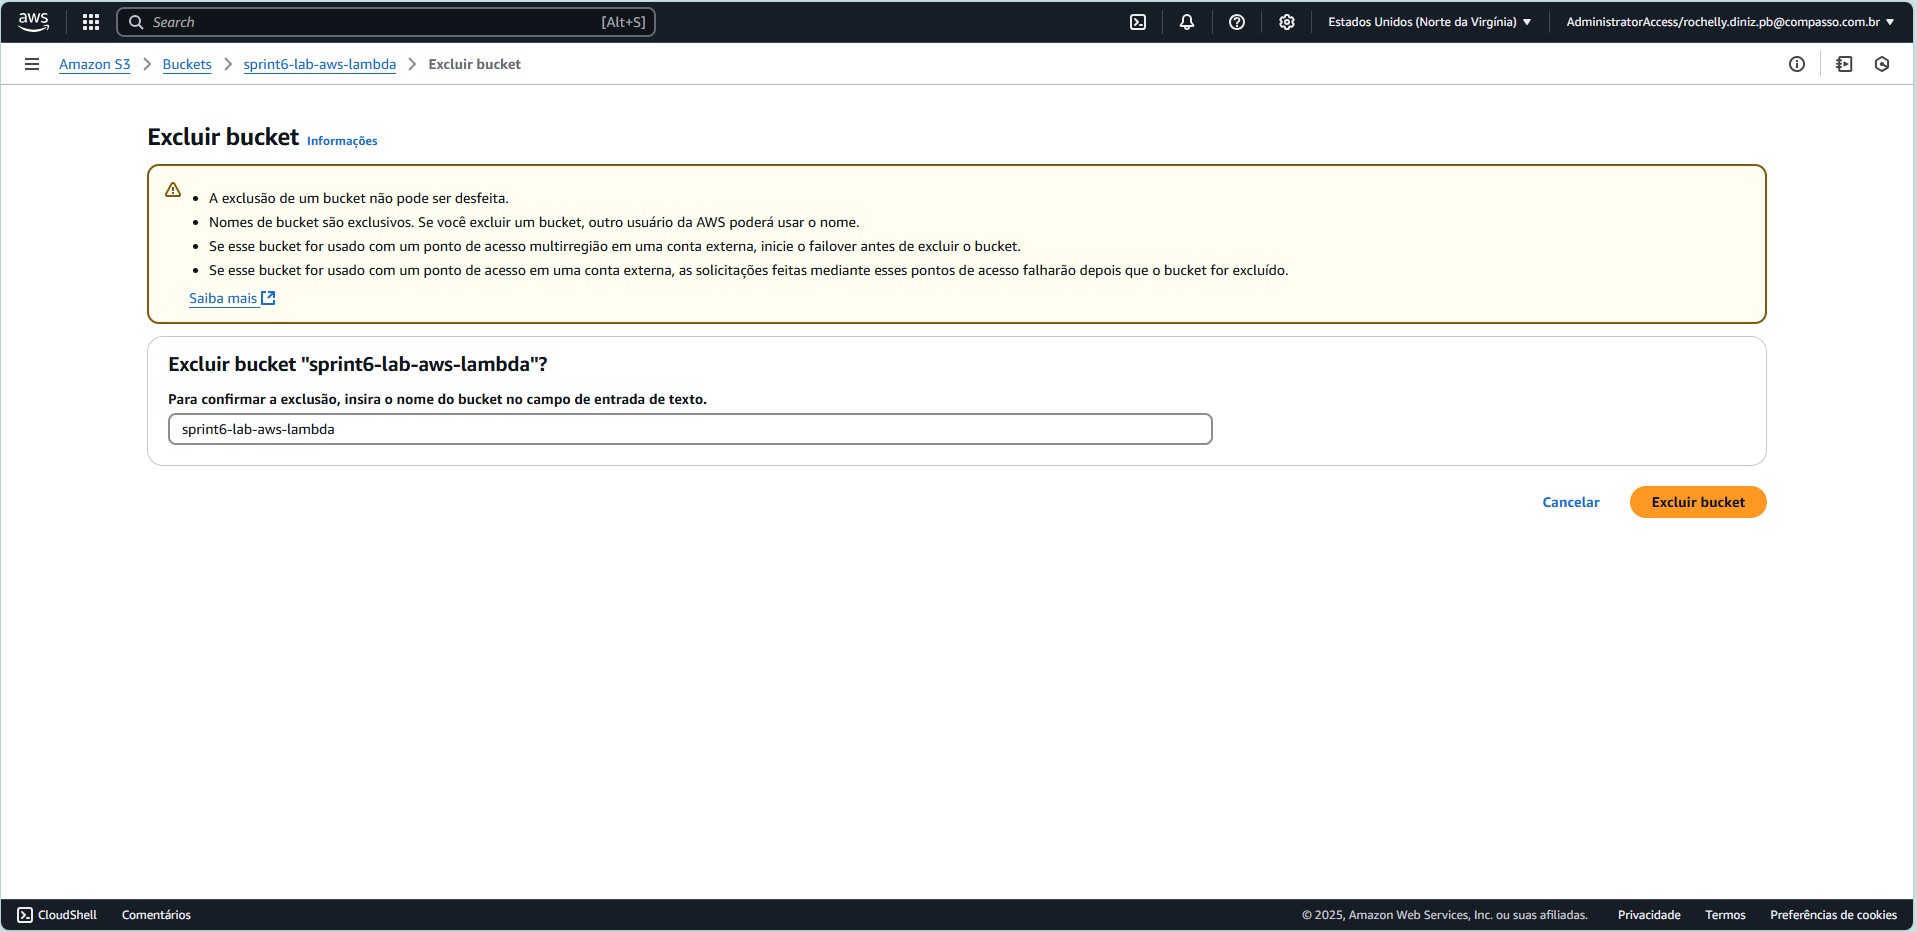 aws
Search [Alt+S] Estados Unidos (Norte da Virgínia) AdministratorAccess/rochelly.diniz.pb@compasso.com.br
Amazon S3 Buckets sprint6-lab-aws-lambda Excluir bucket
Excluir bucket Informações
A exclusão de um bucket não pode ser desfeita.
Nomes de bucket são exclusivos. Se você excluir um bucket, outro usuário da AWS poderá usar o nome.
Se esse bucket for usado com um ponto de acesso multirregião em uma conta externa, inicie o failover antes de excluir o bucket.
Se esse bucket for usado com um ponto de acesso em uma conta externa, as solicitações feitas mediante esses pontos de acesso falharão depois que o bucket for excluído.
Saiba mais
Excluir bucket "sprint6-lab-aws-lambda"?
Para confirmar a exclusão, insira o nome do bucket no campo de entrada de texto.
sprint6-lab-aws-lambda
Cancelar Excluir bucket
CloudShell Comentários © 2025, Amazon Web Services, Inc. ou suas afiliadas. Privacidade Termos Preferências de cookies